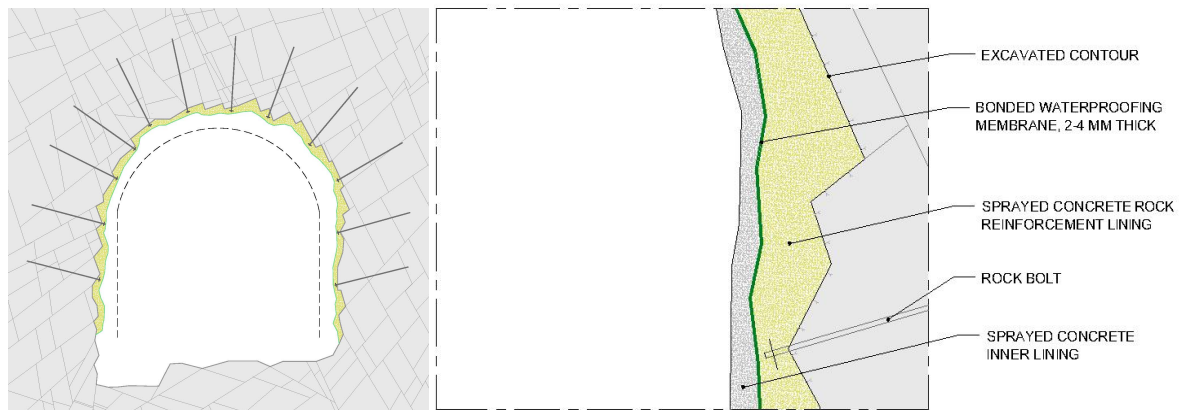 EXCAVATED CONTOUR
BONDED WATERPROOFING
MEMBRANE, 2-4 MM THICK
SPRAYED CONCRETE ROCK
REINFORCEMENT LINING
ROCK BOLT
SPRAYED CONCRETE
INNER LINING